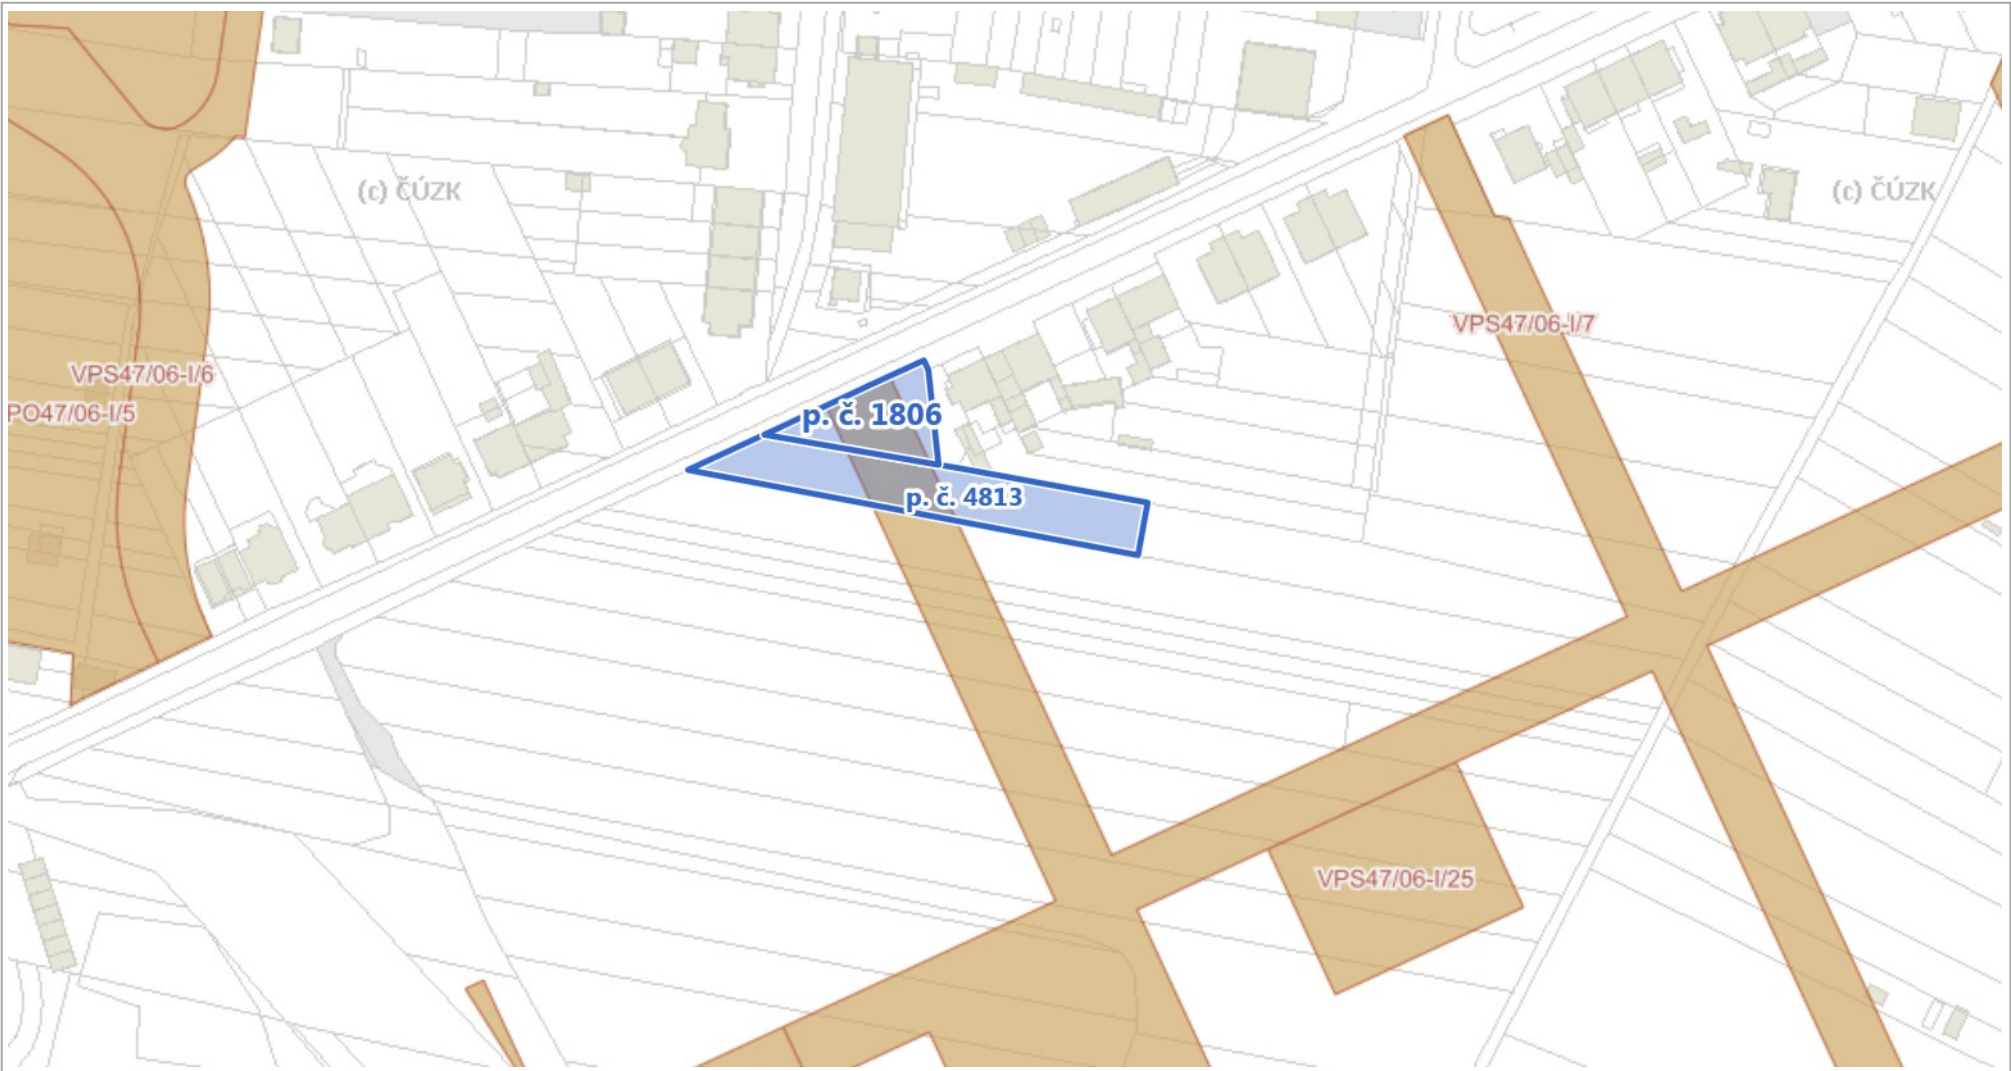 (c) ČÚZK
(c) ČÚZK
VPS47/06-I/7
VPS47/06-I/6
PO47/06-I/5
p. č. 1806
p. č. 4813
VPS47/06-I/25